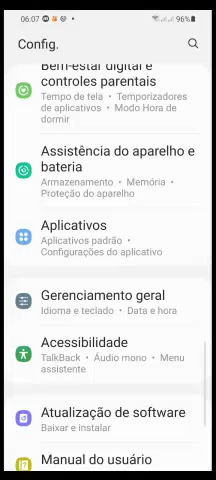 06:07
96%
Config.
Bem-estar digital e
controles parentais
Tempo de tela • Temporizadores
de aplicativos • Modo Hora de
dormir
Assistência do aparelho e
bateria
Armazenamento • Memória •
Proteção do aparelho
Aplicativos
Aplicativos padrão •
Configurações do aplicativo
Gerenciamento geral
Idioma e teclado • Data e hora
Acessibilidade
TalkBack • Áudio mono • Menu
assistente
Atualização de software
Baixar e instalar
Manual do usuário